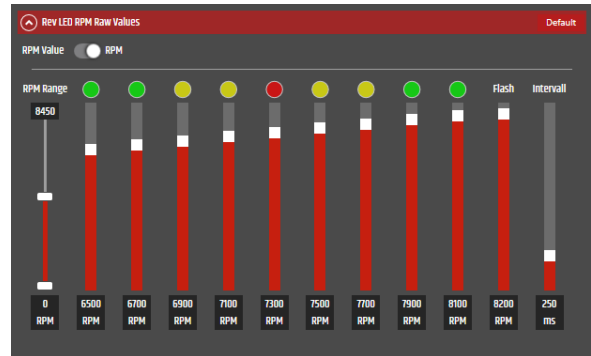 Rev LED RPM Raw Values Default
RPM Value RPM
RPM Range Flash Intervall
8450
0 6500 6700 6900 7100 7300 7500 7700 7900 8100 8200 250
RPM RPM RPM RPM RPM RPM RPM RPM RPM RPM RPM ms